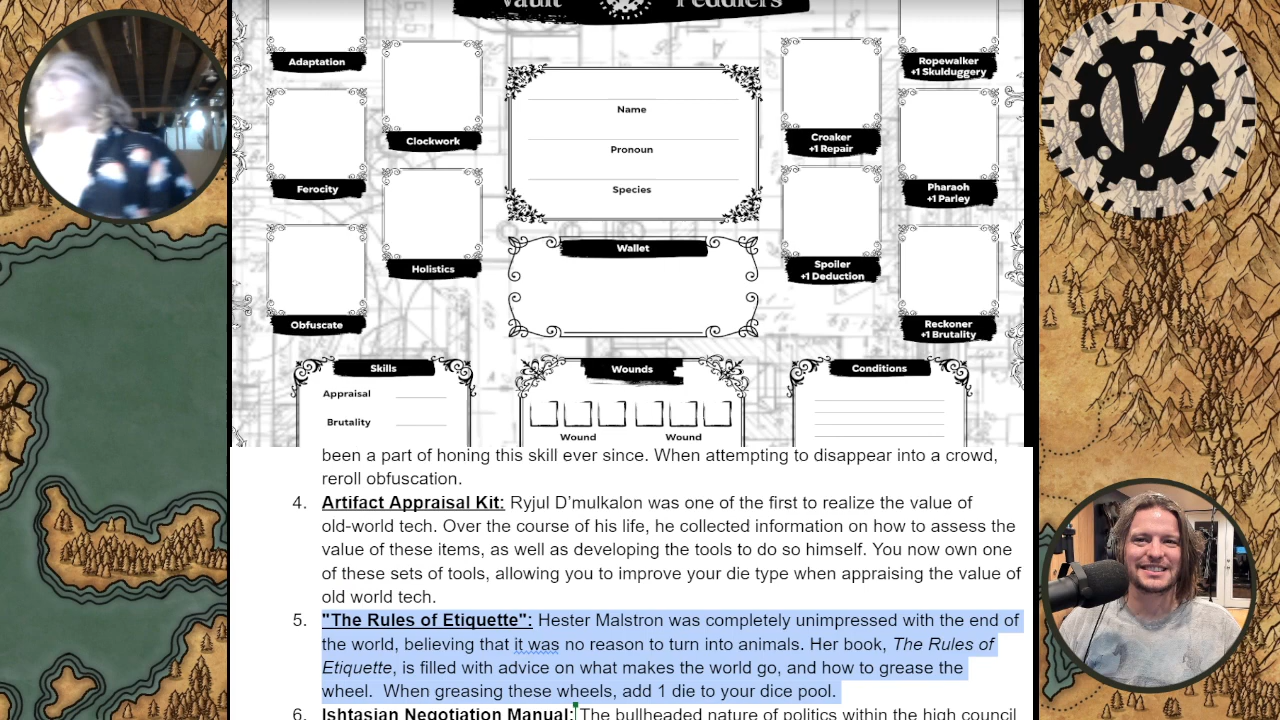 Vault Peddlers
Adaptation
Clockwork
Ferocity
Holistics
Obfuscate
Name
Pronoun
Species
Wallet
Ropewalker
+1 Skulduggery
Croaker
+1 Repair
Pharaoh
+1 Parley
Spoiler
+1 Deduction
Reckoner
+1 Brutality
Skills
Appraisal
Brutality
Wounds
Wound Wound
Conditions
been a part of honing this skill ever since. When attempting to disappear into a crowd,
reroll obfuscation.
4. Artifact Appraisal Kit: Ryjul D’mulkalon was one of the first to realize the value of
old-world tech. Over the course of his life, he collected information on how to assess the
value of these items, as well as developing the tools to do so himself. You now own one
of these sets of tools, allowing you to improve your die type when appraising the value of
old world tech.
5. "The Rules of Etiquette": Hester Malstron was completely unimpressed with the end of
the world, believing that it was no reason to turn into animals. Her book, The Rules of
Etiquette, is filled with advice on what makes the world go, and how to grease the
wheel. When greasing these wheels, add 1 die to your dice pool.
6. Ishtasian Negotiation Manual: The bullheaded nature of politics within the high council
V